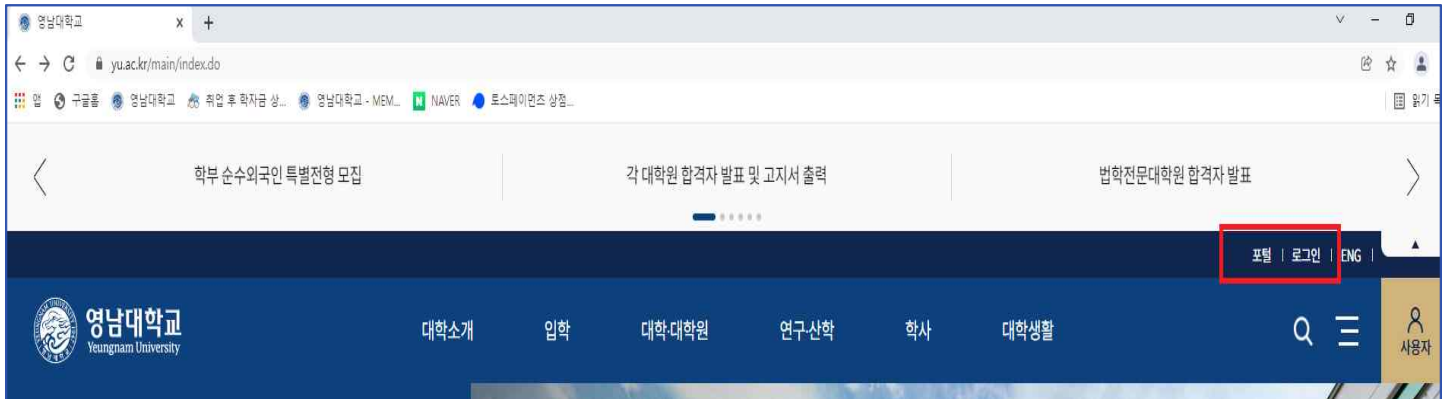 영남대학교
yu.ac.kr/main/index.do
앱 구글홈 영남대학교 취업 후 학자금 상... 영남대학교 - MEM... NAVER 토스페이먼즈 상점... 읽기 목
학부 순수외국인 특별전형 모집 각 대학원 합격자 발표 및 고지서 출력 법학전문대학원 합격자 발표
포털 | 로그인 | ENG |
영남대학교 대학소개 입학 대학·대학원 연구·산학 학사 대학생활
Yeungnam University 사용자